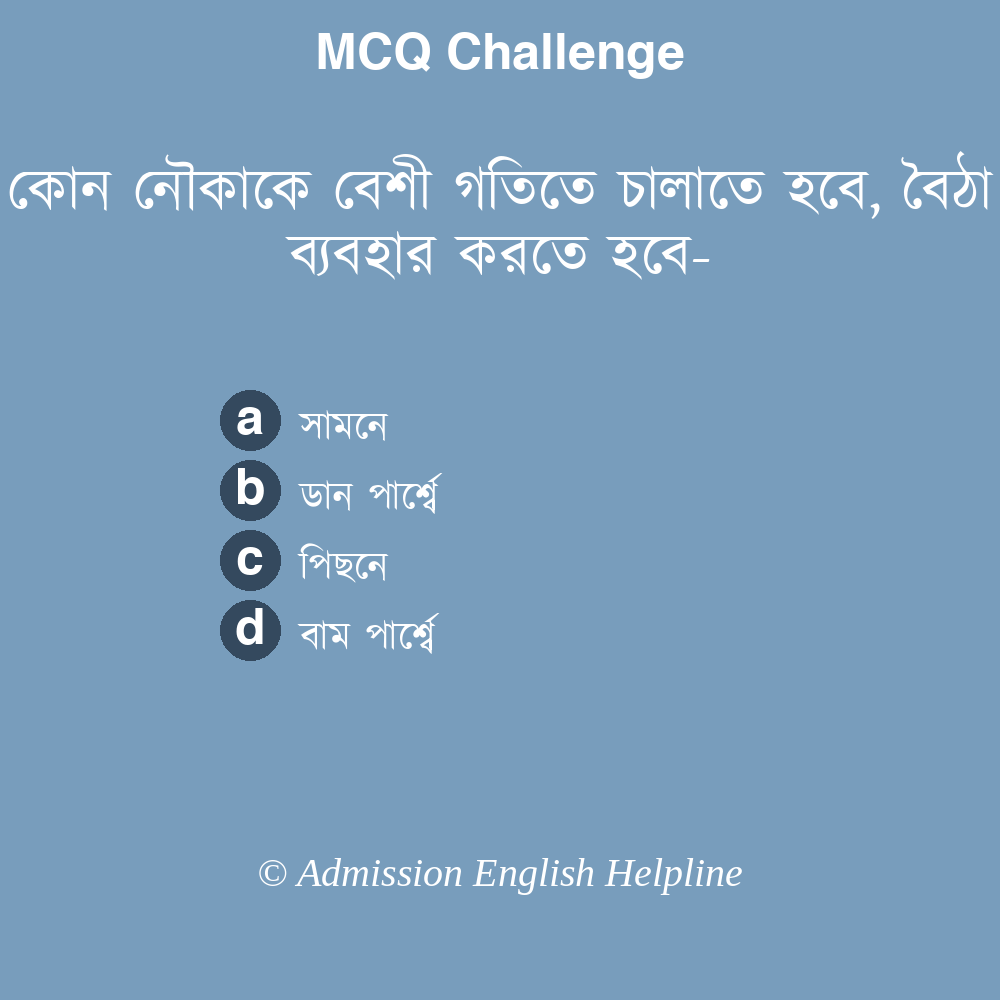 MCQ Challenge
কোন নৌকাকে বেশী গতিতে চালাতে হবে, বৈঠা
ব্যবহার করতে হবে-
a সামনে
b ডান পার্শ্বে
c পিছনে
d বাম পার্শ্বে
© Admission English Helpline